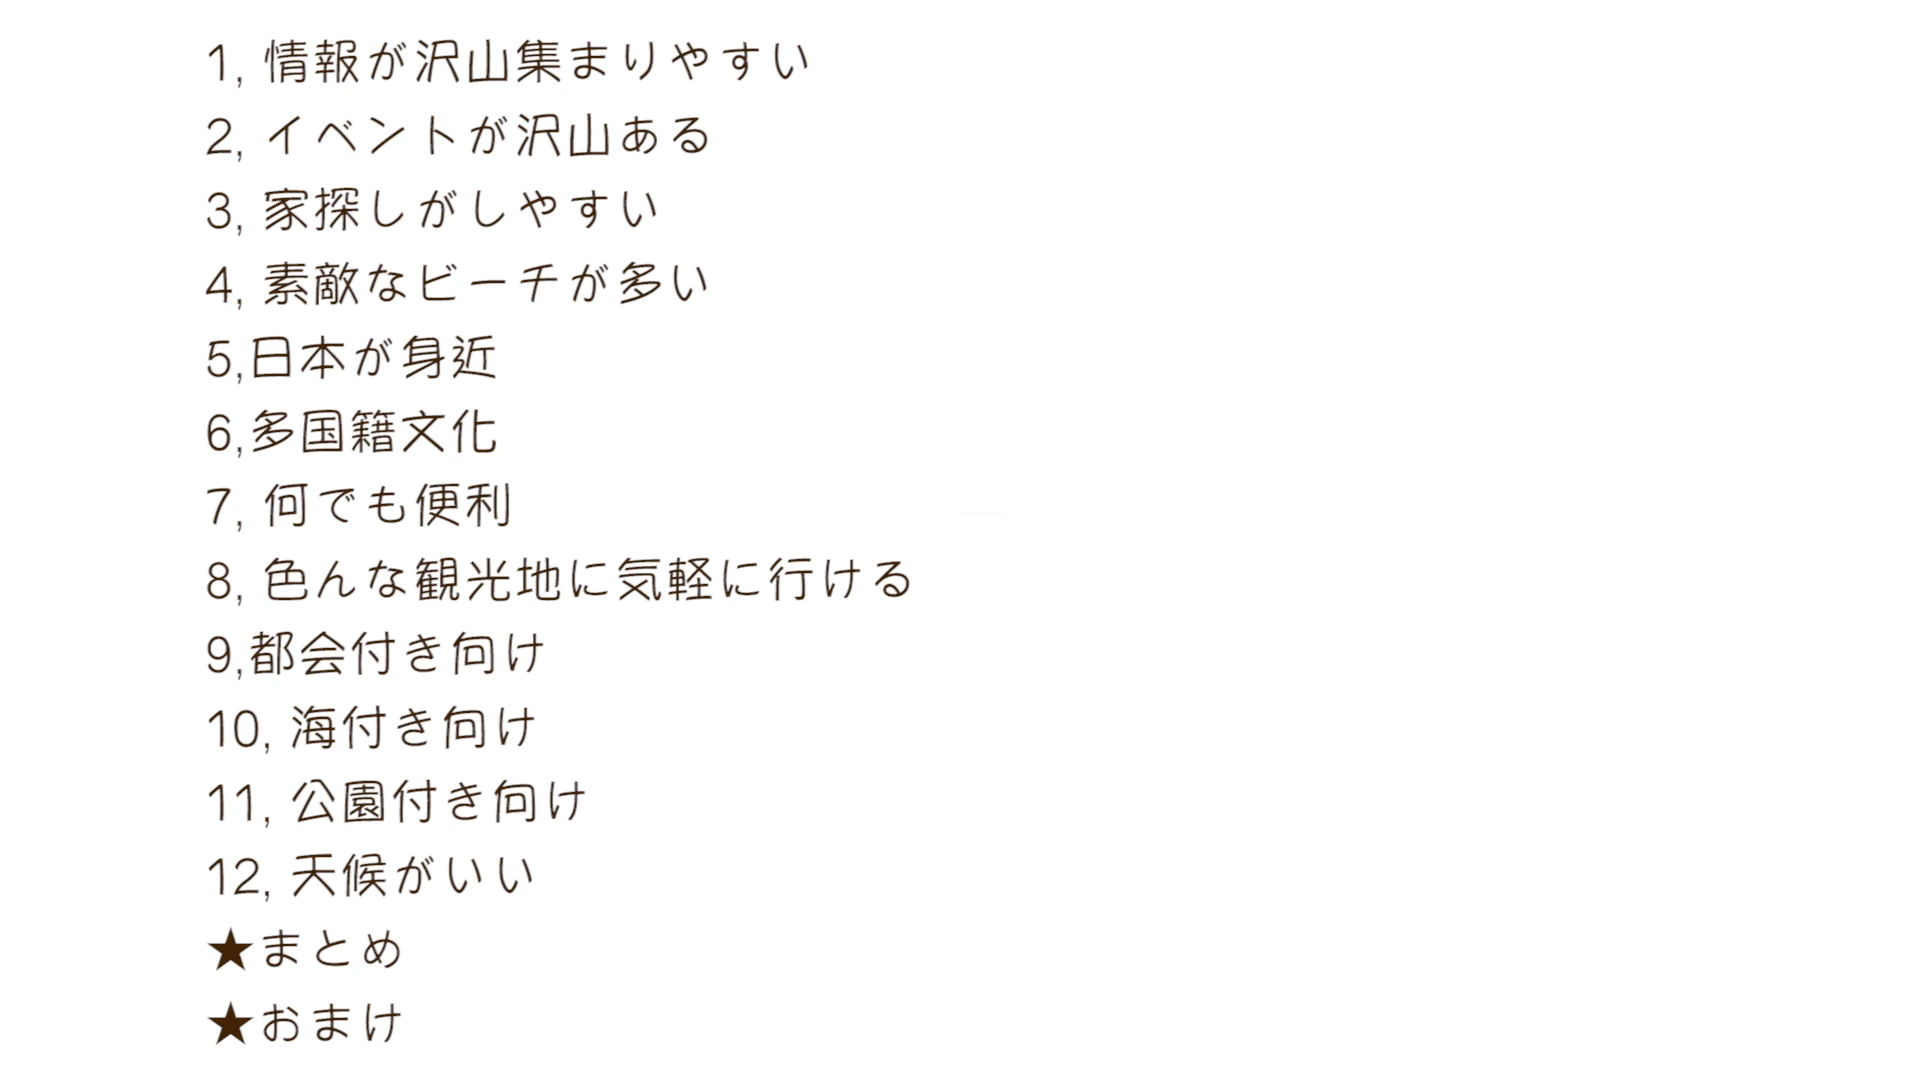 1, 情報が沢山集まりやすい
2, イベントが沢山ある
3, 家探しがしやすい
4, 素敵なビーチが多い
5,日本が身近
6,多国籍文化
7, 何でも便利
8, 色んな観光地に気軽に行ける
9,都会付き向け
10, 海付き向け
11, 公園付き向け
12, 天候がいい
★まとめ
★おまけ